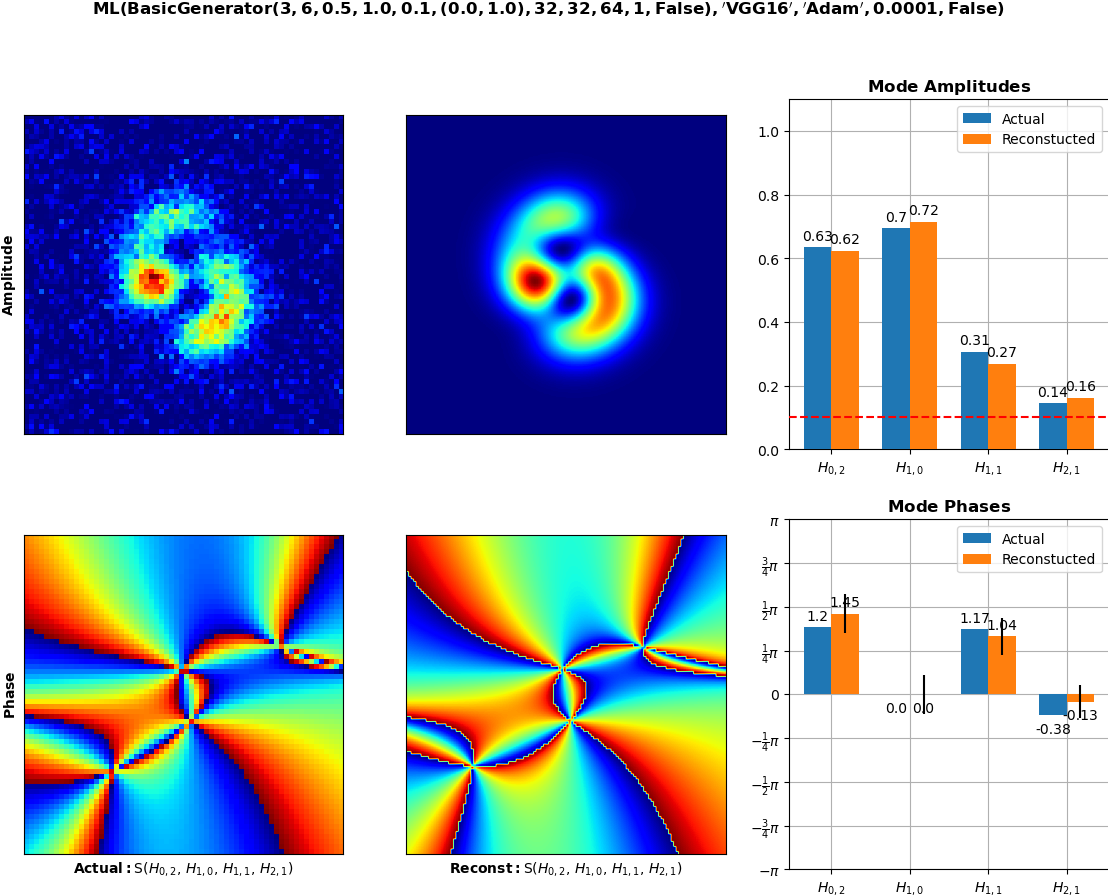 ML(BasicGenerator(3, 6, 0.5, 1.0, 0.1, (0.0, 1.0), 32, 32, 64, 1, False), 'VGG16', 'Adam', 0.0001, False)
Amplitude
Mode Amplitudes
Actual
Reconstucted
1.0
0.8
0.6
0.4
0.2
0.0
0.63
0.62
0.7
0.72
0.31
0.27
0.14
0.16
H0,2
H1,0
H1,1
H2,1
Phase
Actual: S(H0,2, H1,0, H1,1, H2,1)
Reconst: S(H0,2, H1,0, H1,1, H2,1)
Mode Phases
Actual
Reconstucted
π
3/4π
1/2π
1/4π
0
−1/4π
−1/2π
−3/4π
−π
1.2
1.45
0.0
0.0
1.17
1.04
-0.38
-0.13
H0,2
H1,0
H1,1
H2,1